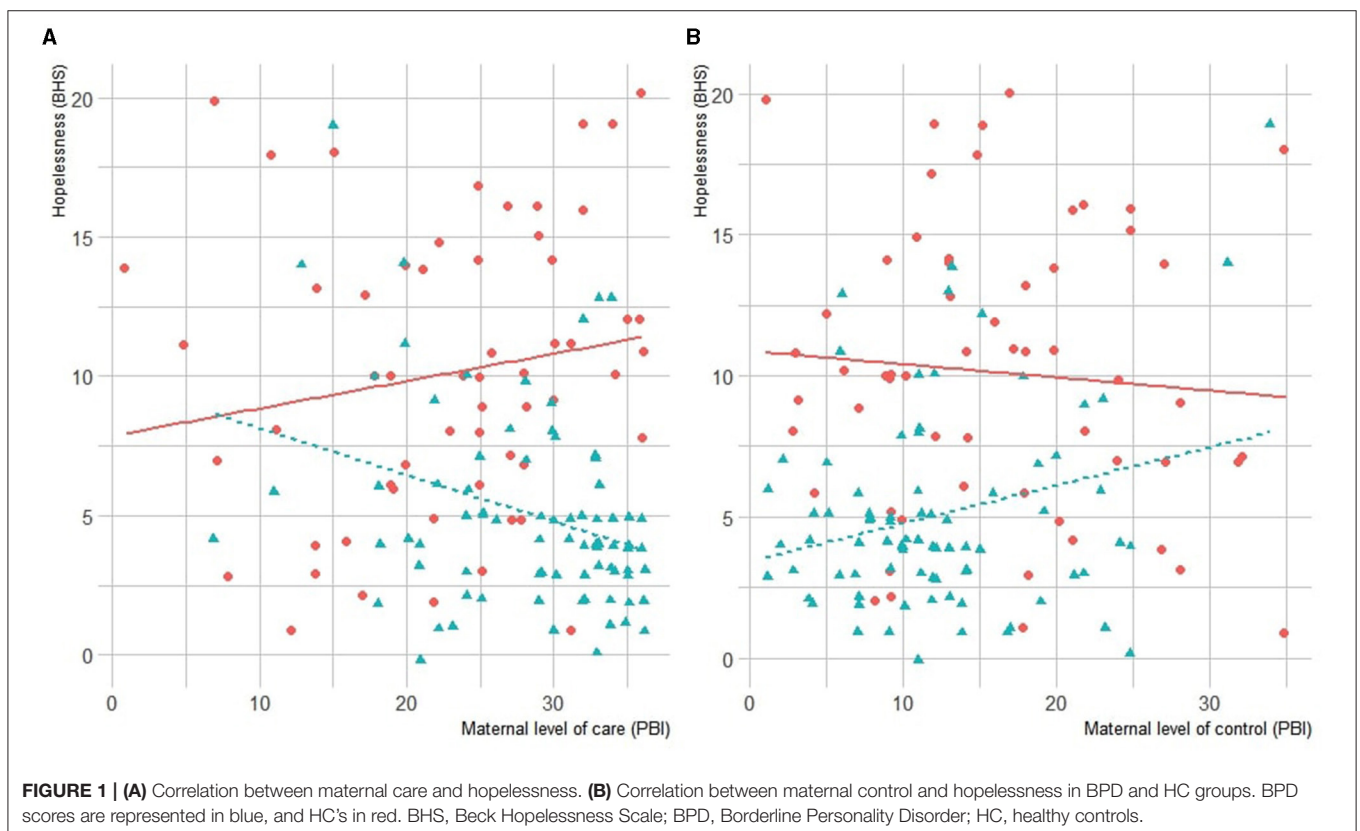 A
B
Hopelessness (BHS)
20
15
10
5
0
0
10
20
30
Maternal level of care (PBI)
Hopelessness (BHS)
20
15
10
5
0
0
10
20
30
Maternal level of control (PBI)
FIGURE 1 | (A) Correlation between maternal care and hopelessness. (B) Correlation between maternal control and hopelessness in BPD and HC groups. BPD
scores are represented in blue, and HC's in red. BHS, Beck Hopelessness Scale; BPD, Borderline Personality Disorder; HC, healthy controls.